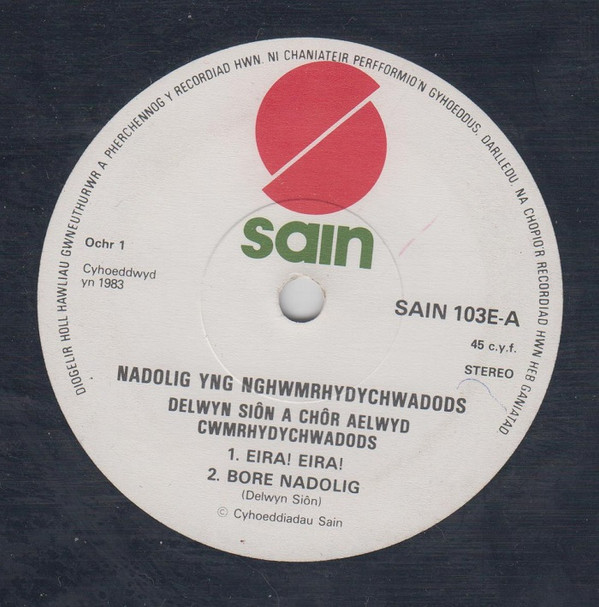 DIOGELIR HOLL HAWLIAU GWNEUTHURWR A PHERCHENNOG Y RECORDIAD HWN. NI CHANIATEIR PERFFORMIO'N GYHOEDDUS, DARLLEDU, NA CHOPIO'R RECORDIAD HWN HEB GANIATAD
sain
Ochr 1
Cyhoeddwyd
yn 1983
SAIN 103E-A
45 c.y.f.
STEREO
NADOLIG YNG NGHWMRHYDYCHWADODS
DELWYN SIÔN A CHÔR AELWYD
CWMRHYDYCHWADODS
1. EIRA! EIRA!
2. BORE NADOLIG
(Delwyn Siôn)
© Cyhoeddiadau Sain